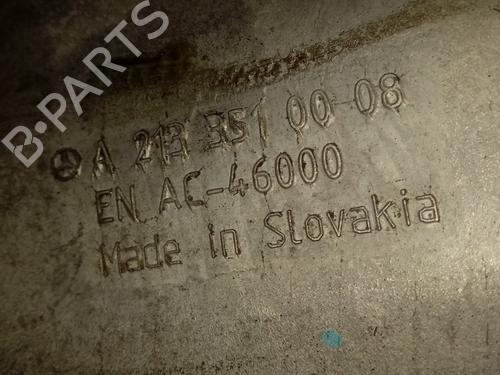 B-PARTS
A 213 351 00 08
EN AC-46000
Made in Slovakia